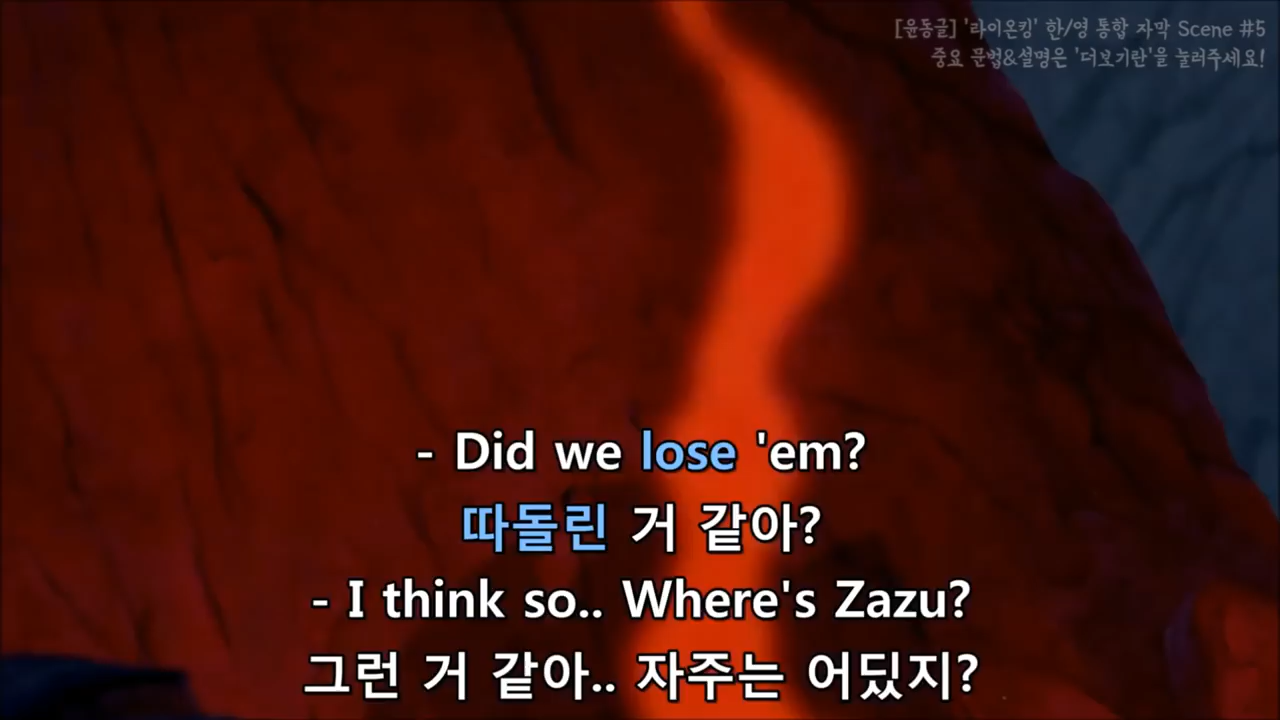 [윤동글] '라이온킹' 한/영 통합 자막 Scene #5
중요 문법&설명은 '더보기란'을 눌러주세요!
- Did we lose 'em?
따돌린 거 같아?
- I think so.. Where's Zazu?
그런 거 같아.. 자주는 어딨지?